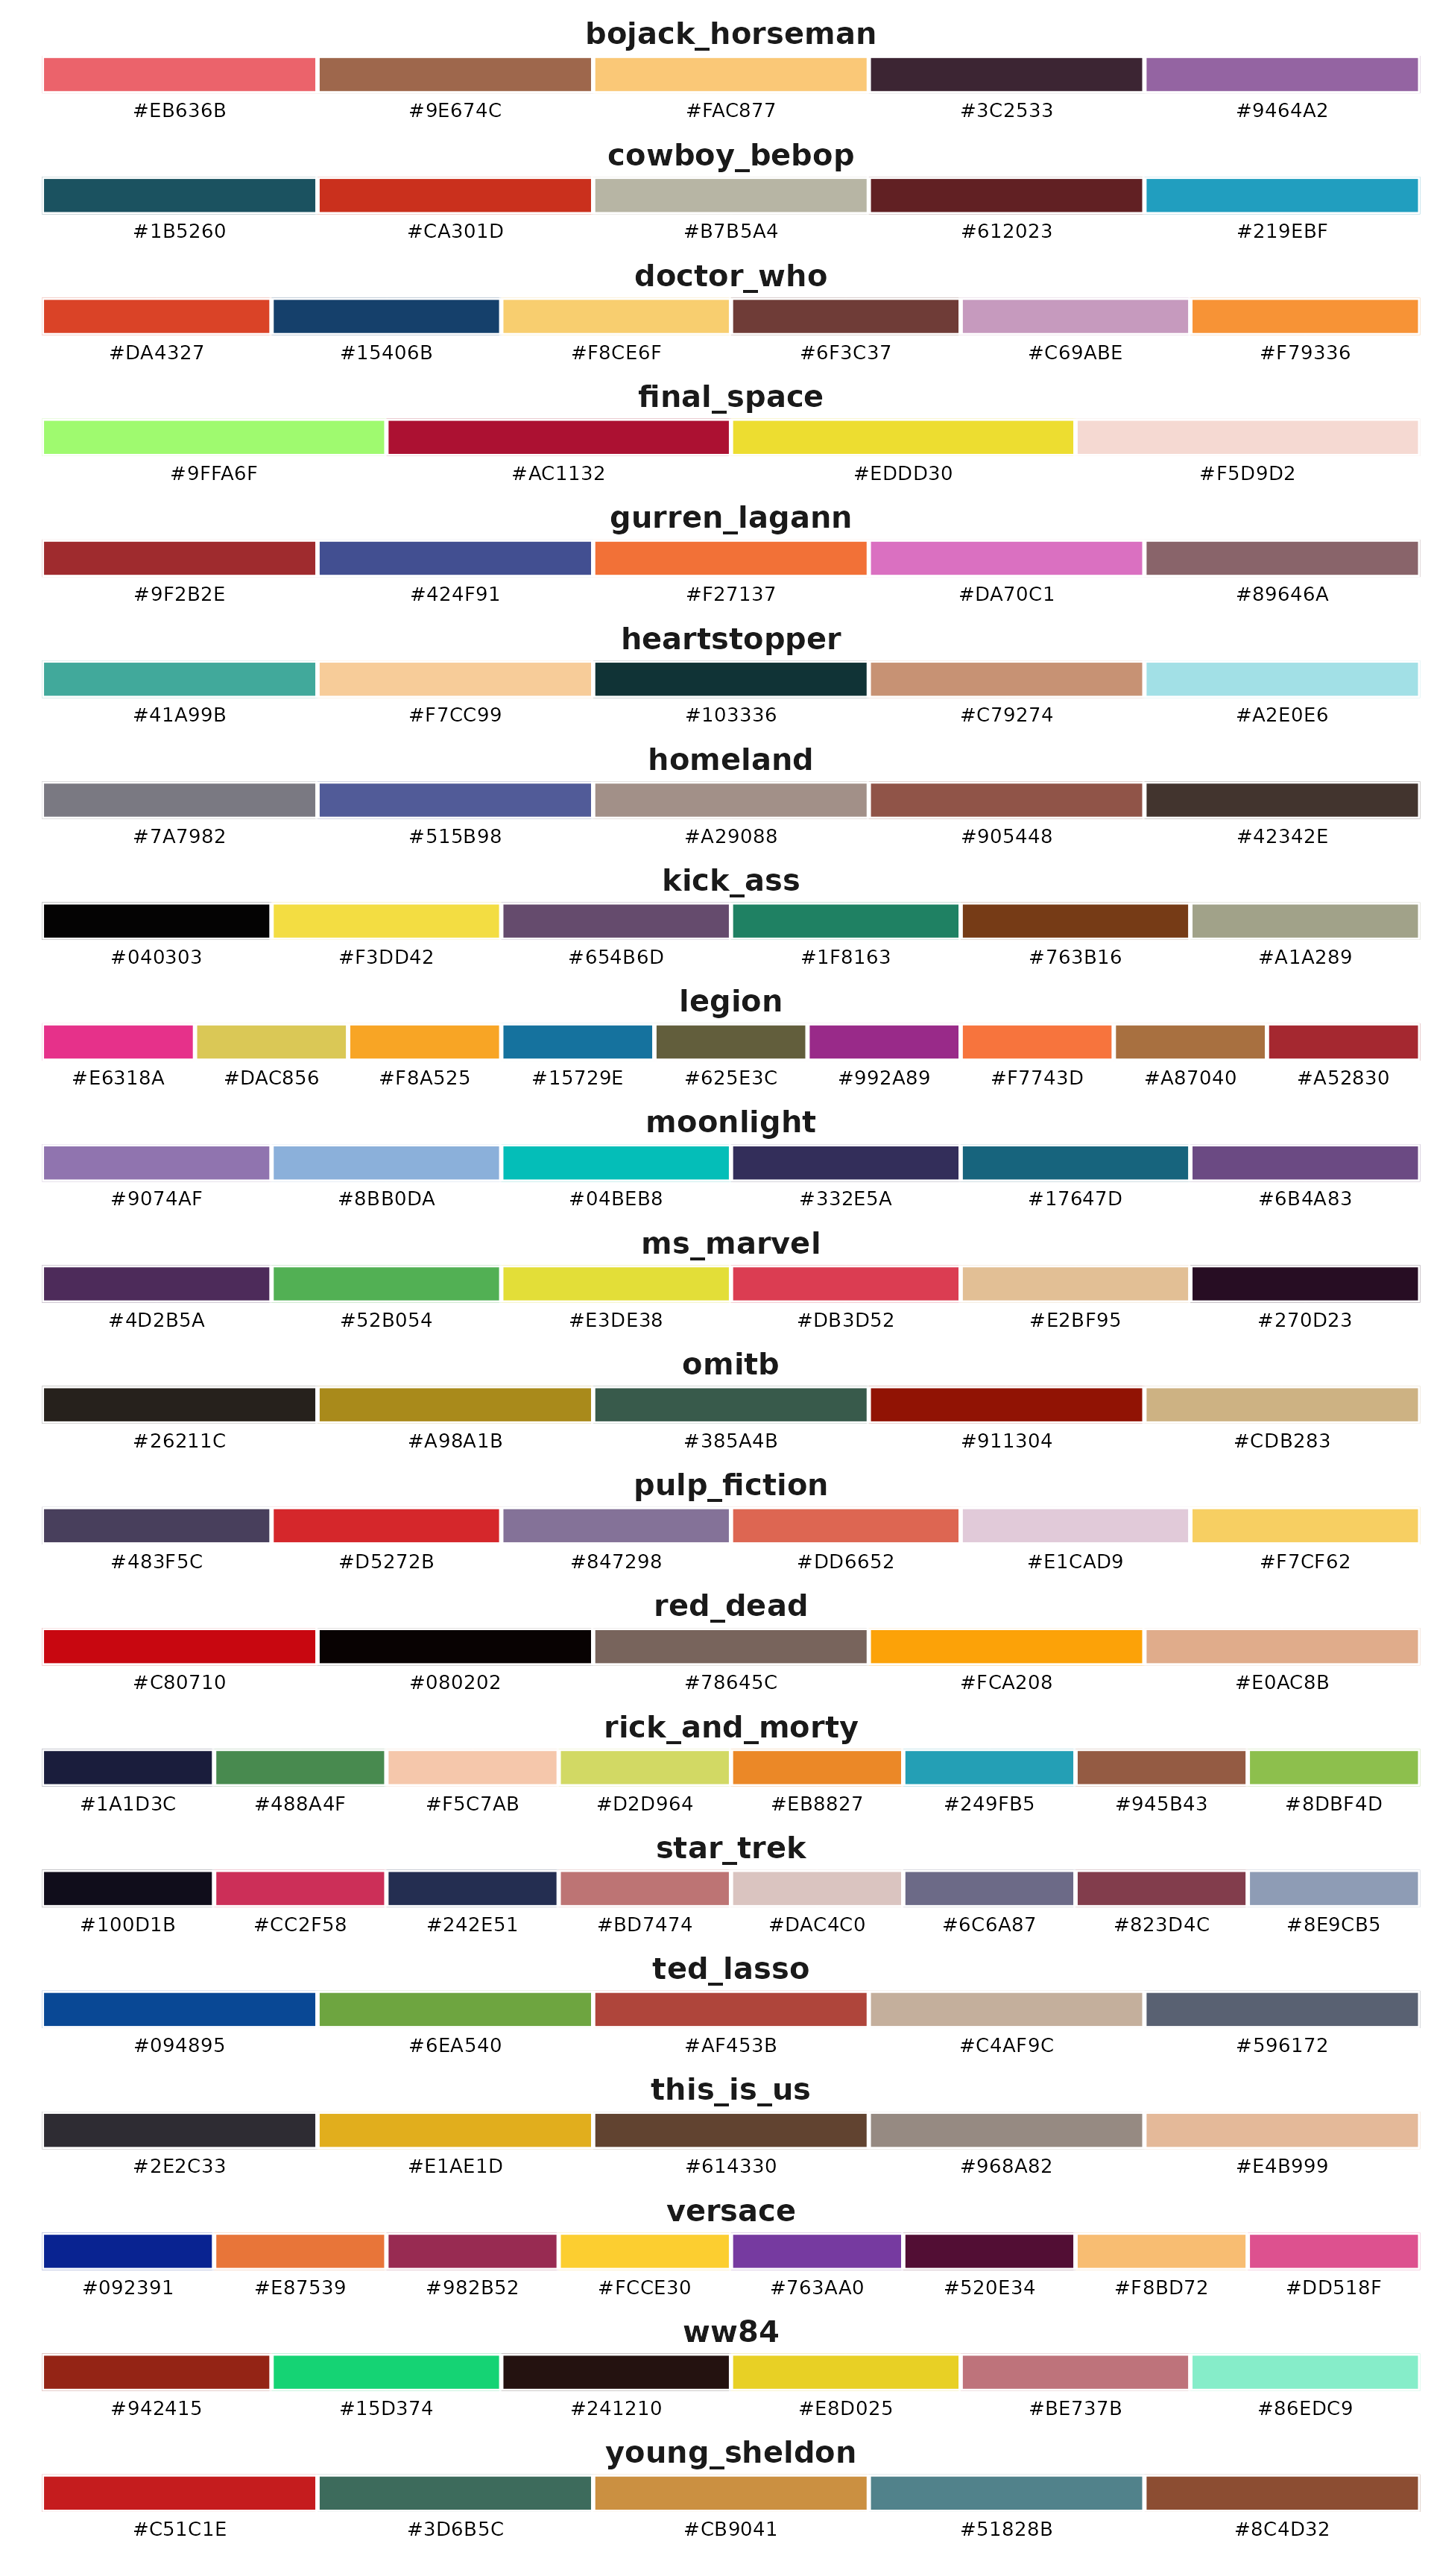 bojack_horseman
#EB636B #9E674C #FAC877 #3C2533 #9464A2
cowboy_bebop
#1B5260 #CA301D #B7B5A4 #612023 #219EBF
doctor_who
#DA4327 #15406B #F8CE6F #6F3C37 #C69ABE #F79336
final_space
#9FFA6F #AC1132 #EDDD30 #F5D9D2
gurren_lagann
#9F2B2E #424F91 #F27137 #DA70C1 #89646A
heartstopper
#41A99B #F7CC99 #103336 #C79274 #A2E0E6
homeland
#7A7982 #515B98 #A29088 #905448 #42342E
kick_ass
#040303 #F3DD42 #654B6D #1F8163 #763B16 #A1A289
legion
#E6318A #DAC856 #F8A525 #15729E #625E3C #992A89 #F7743D #A87040 #A52830
moonlight
#9074AF #8BB0DA #04BEB8 #332E5A #17647D #6B4A83
ms_marvel
#4D2B5A #52B054 #E3DE38 #DB3D52 #E2BF95 #270D23
omitb
#26211C #A98A1B #385A4B #911304 #CDB283
pulp_fiction
#483F5C #D5272B #847298 #DD6652 #E1CAD9 #F7CF62
red_dead
#C80710 #080202 #78645C #FCA208 #E0AC8B
rick_and_morty
#1A1D3C #488A4F #F5C7AB #D2D964 #EB8827 #249FB5 #945B43 #8DBF4D
star_trek
#100D1B #CC2F58 #242E51 #BD7474 #DAC4C0 #6C6A87 #823D4C #8E9CB5
ted_lasso
#094895 #6EA540 #AF453B #C4AF9C #596172
this_is_us
#2E2C33 #E1AE1D #614330 #968A82 #E4B999
versace
#092391 #E87539 #982B52 #FCCE30 #763AA0 #520E34 #F8BD72 #DD518F
ww84
#942415 #15D374 #241210 #E8D025 #BE737B #86EDC9
young_sheldon
#C51C1E #3D6B5C #CB9041 #51828B #8C4D32